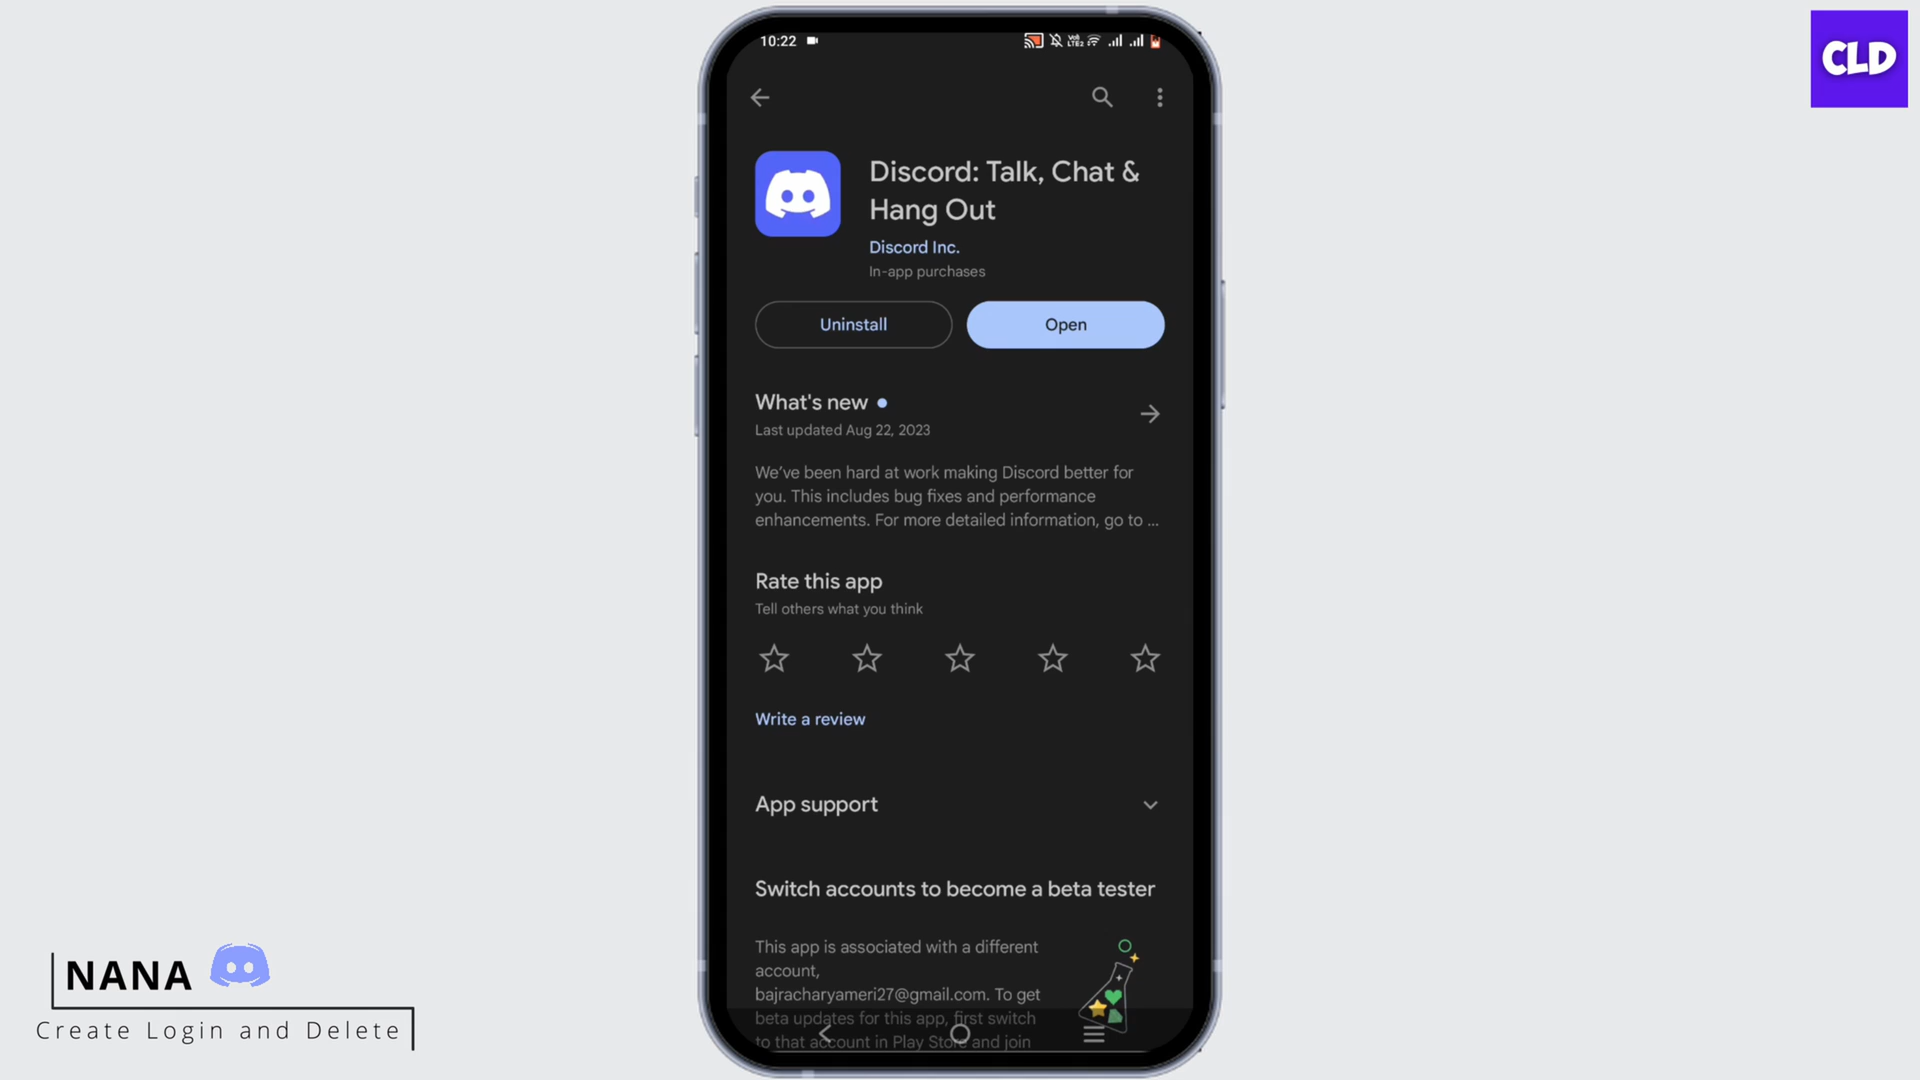 10:22
CLD
Discord: Talk, Chat &
Hang Out
Discord Inc.
In-app purchases
Uninstall
Open
What's new
Last updated Aug 22, 2023
We've been hard at work making Discord better for
you. This includes bug fixes and performance
enhancements. For more detailed information, go to ...
Rate this app
Tell others what you think
Write a review
App support
Switch accounts to become a beta tester
This app is associated with a different
account,
bajracharyameri27@gmail.com. To get
beta updates for this app, first switch
to that account in Play Store and join
NANA
Create Login and Delete